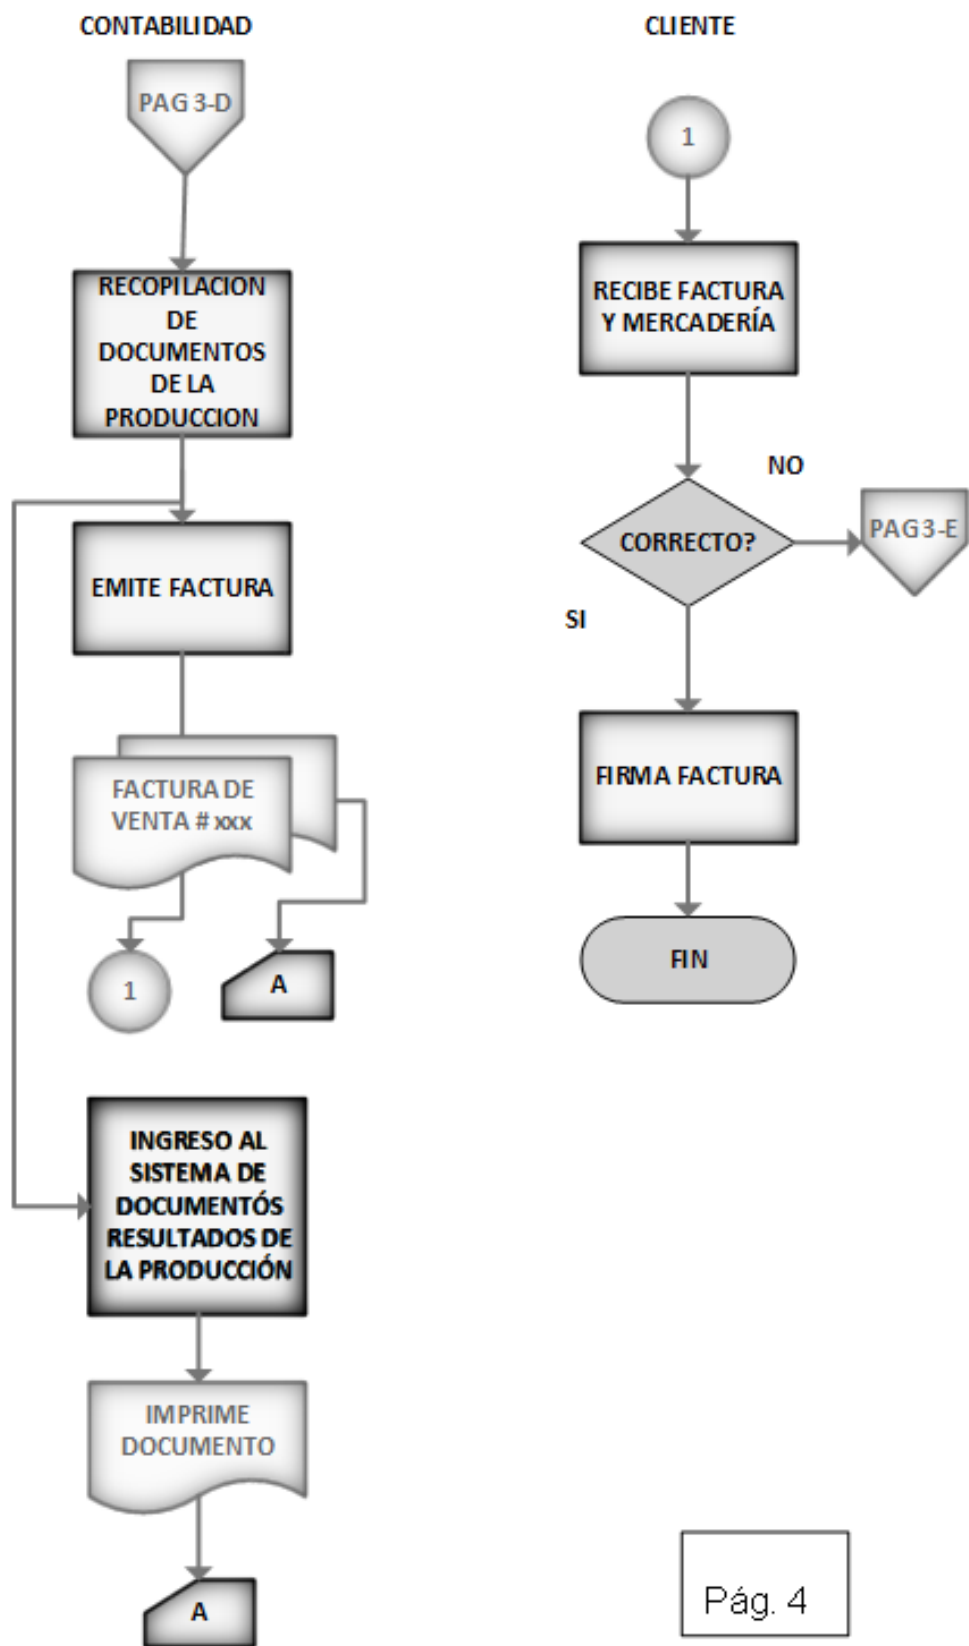 CONTABILIDAD
PAG 3-D
RECOPILACION
DE
DOCUMENTOS
DE LA
PRODUCCION
EMITE FACTURA
FACTURA DE
VENTA # xxx
1
A
INGRESO AL
SISTEMA DE
DOCUMENTÓS
RESULTADOS DE
LA PRODUCCIÓN
IMPRIME
DOCUMENTO
A
CLIENTE
1
RECIBE FACTURA
Y MERCADERÍA
CORRECTO?
NO
PAG 3-E
SI
FIRMA FACTURA
FIN
Pág. 4